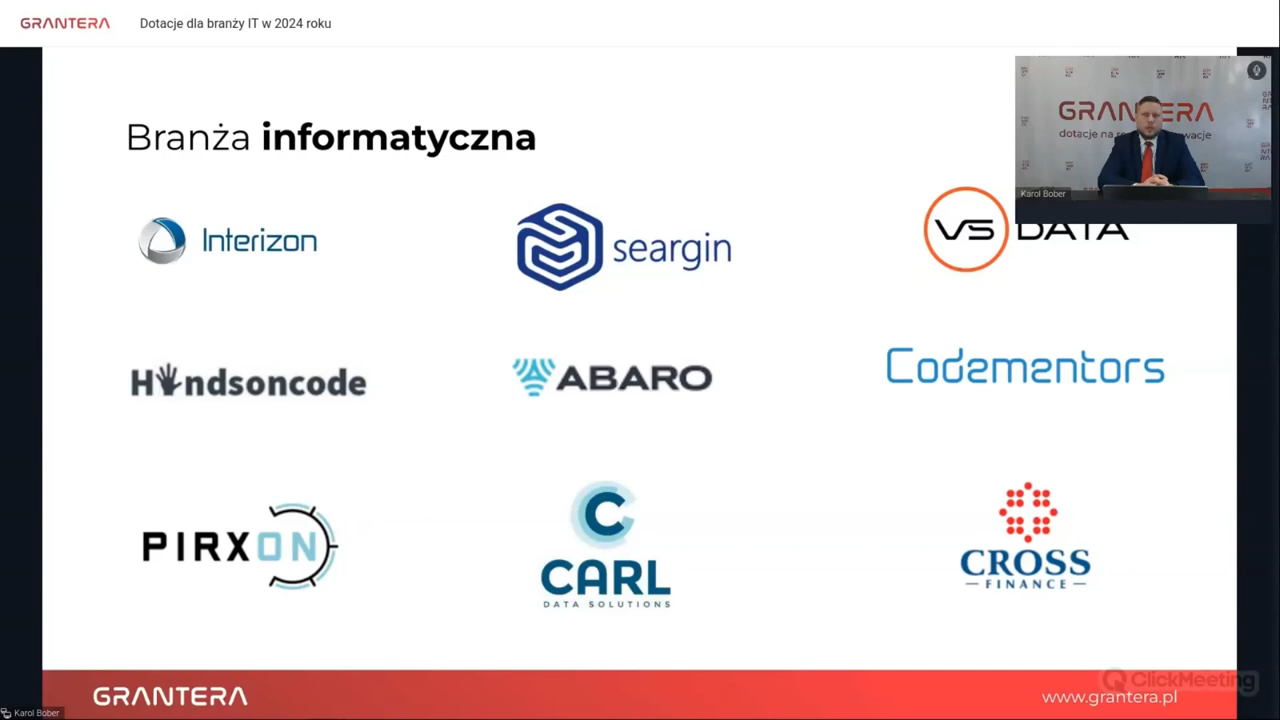 GRANTERA
Dotacje dla branży IT w 2024 roku
Branża informatyczna
GRANTERA
Karol Bober
Interizon
seargin
VS DATA
Handsoncode
ABARO
Codementors
PIRXON
C
CARL
DATA SOLUTIONS
CROSS
FINANCE
GRANTERA
ClickMeeting
www.grantera.pl
Karol Bober